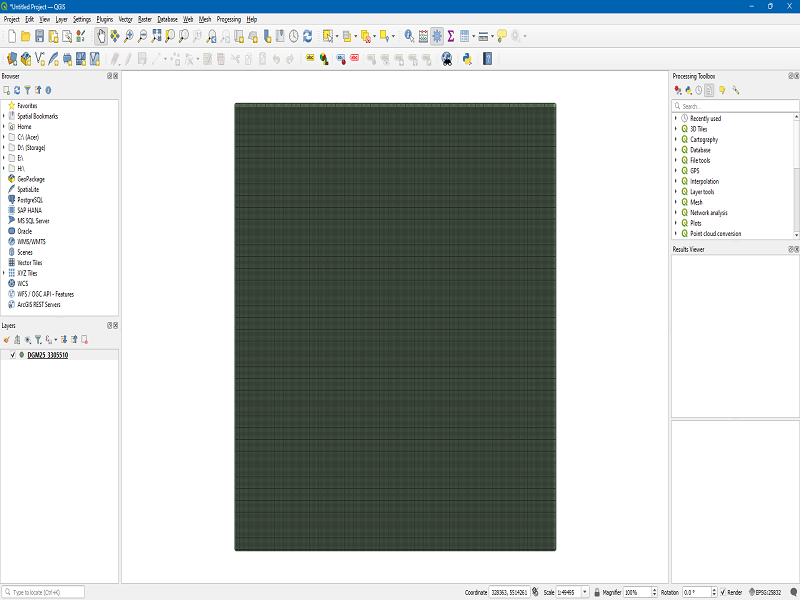 *Untitled Project — QGIS
Project Edit View Layer Settings Plugins Vector Raster Database Web Mesh Processing Help
Browser
Favorites
Spatial Bookmarks
Home
C:\ (Acer)
D:\ (Storage)
E:\
H:\
GeoPackage
SpatiaLite
PostgreSQL
SAP HANA
MS SQL Server
Oracle
WMS/WMTS
Scenes
Vector Tiles
XYZ Tiles
WCS
WFS / OGC API - Features
ArcGIS REST Servers
Layers
DGM25_3305510
Processing Toolbox
Search...
Recently used
3D Tiles
Cartography
Database
File tools
GPS
Interpolation
Layer tools
Mesh
Network analysis
Plots
Point cloud conversion
Results Viewer
Type to locate (Ctrl+K)
Coordinate 328363, 5514261 Scale 1:49495 Magnifier 100% Rotation 0.0 ° Render EPSG:25832